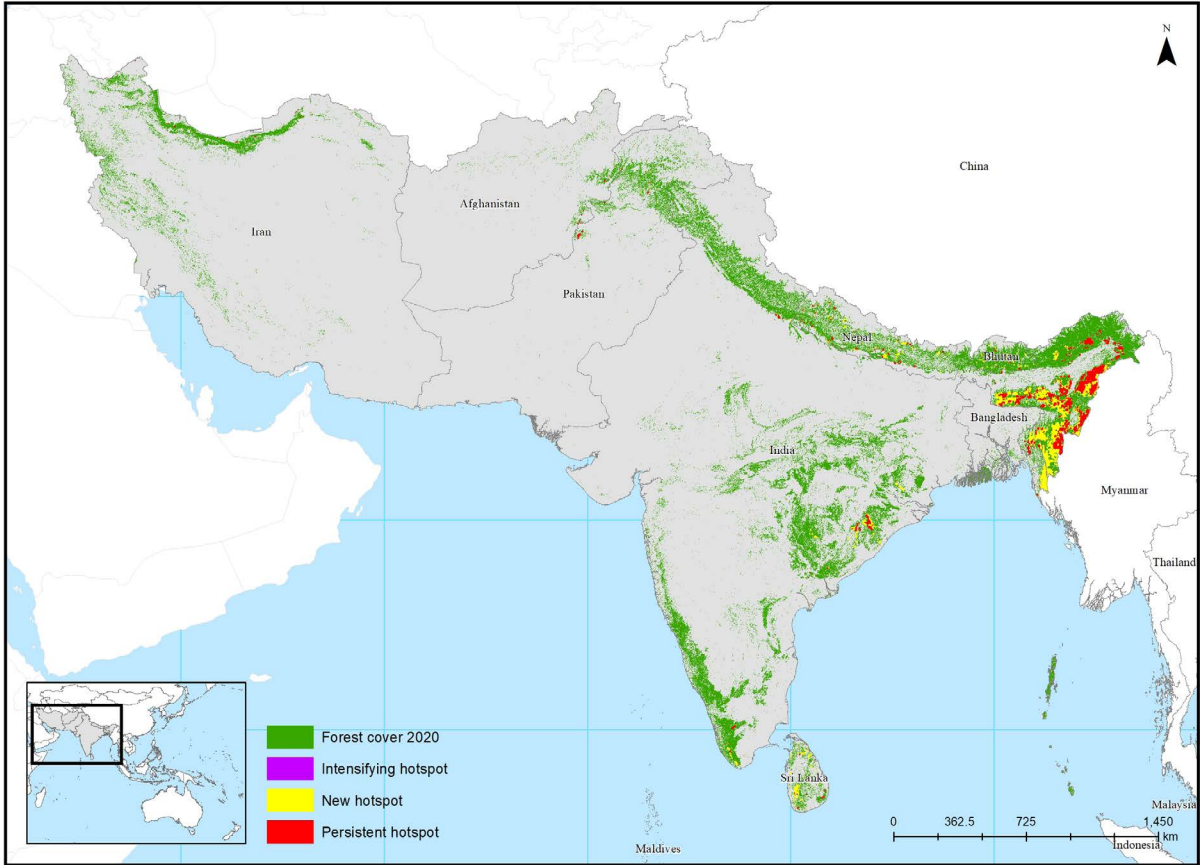 N
China
Afghanistan
Iran
Pakistan
Nepal
Bhutan
Bangladesh
India
Myanmar
Thailand
Sri Lanka
Malaysia
Maldives
Indonesia
Forest cover 2020
Intensifying hotspot
New hotspot
Persistent hotspot
0 362.5 725 1,450
km